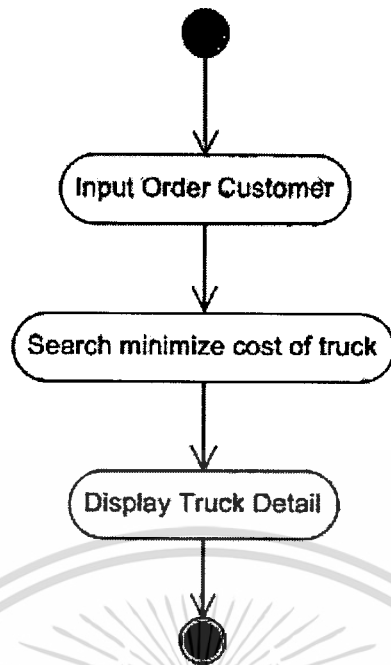 Input Order Customer
Search minimize cost of truck
Display Truck Detail